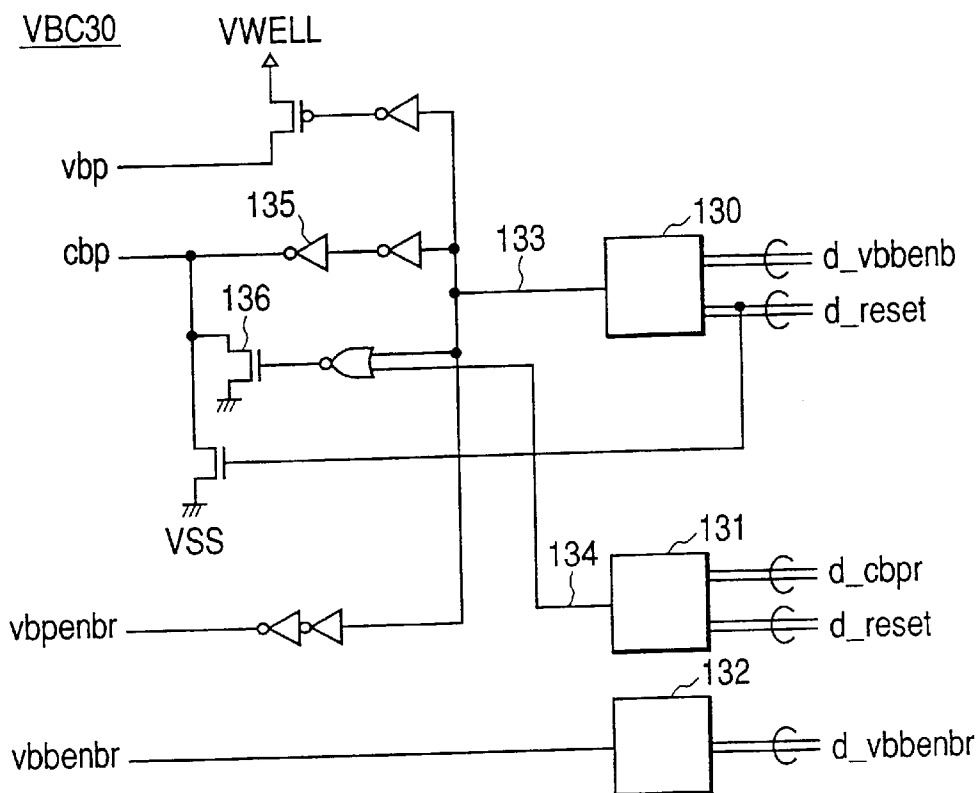 VBC30
VWELL
vbp
135
130
cbp
133
d_vbbenb
d_reset
136
VSS
131
134
d_cbpr
vbpenbr
d_reset
132
vbbenbr
d_vbbenbr